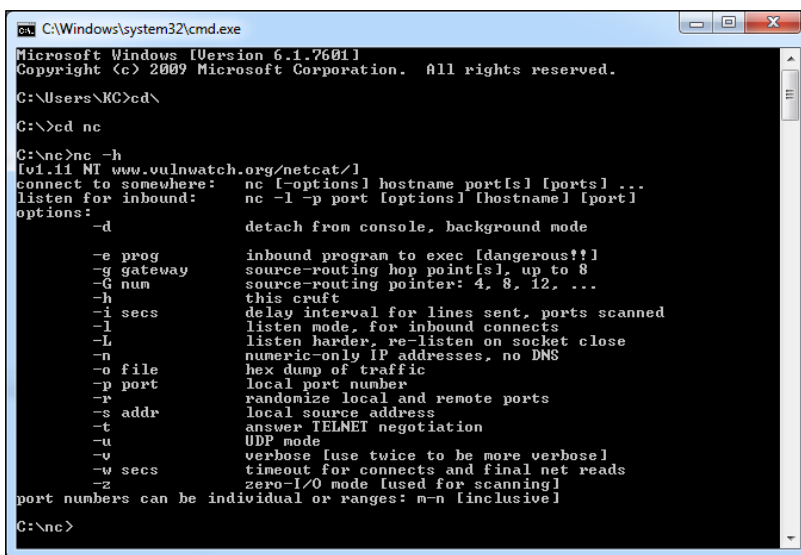 C:\Windows\system32\cmd.exe
Microsoft Windows [Version 6.1.7601]
Copyright (c) 2009 Microsoft Corporation.  All rights reserved.
C:\Users\KC>cd\
C:\>cd nc
C:\nc>nc -h
[v1.11 NT www.vulnwatch.org/netcat/]
connect to somewhere:   nc [-options] hostname port[s] [ports] ...
listen for inbound:     nc -l -p port [options] [hostname] [port]
options:
-d              detach from console, background mode
-e prog         inbound program to exec [dangerous!!]
-g gateway      source-routing hop point[s], up to 8
-G num          source-routing pointer: 4, 8, 12, ...
-h              this cruft
-i secs         delay interval for lines sent, ports scanned
-l              listen mode, for inbound connects
-L              listen harder, re-listen on socket close
-n              numeric-only IP addresses, no DNS
-o file         hex dump of traffic
-p port         local port number
-r              randomize local and remote ports
-s addr         local source address
-t              answer TELNET negotiation
-u              UDP mode
-v              verbose [use twice to be more verbose]
-w secs         timeout for connects and final net reads
-z              zero-I/O mode [used for scanning]
port numbers can be individual or ranges: m-n [inclusive]
C:\nc>